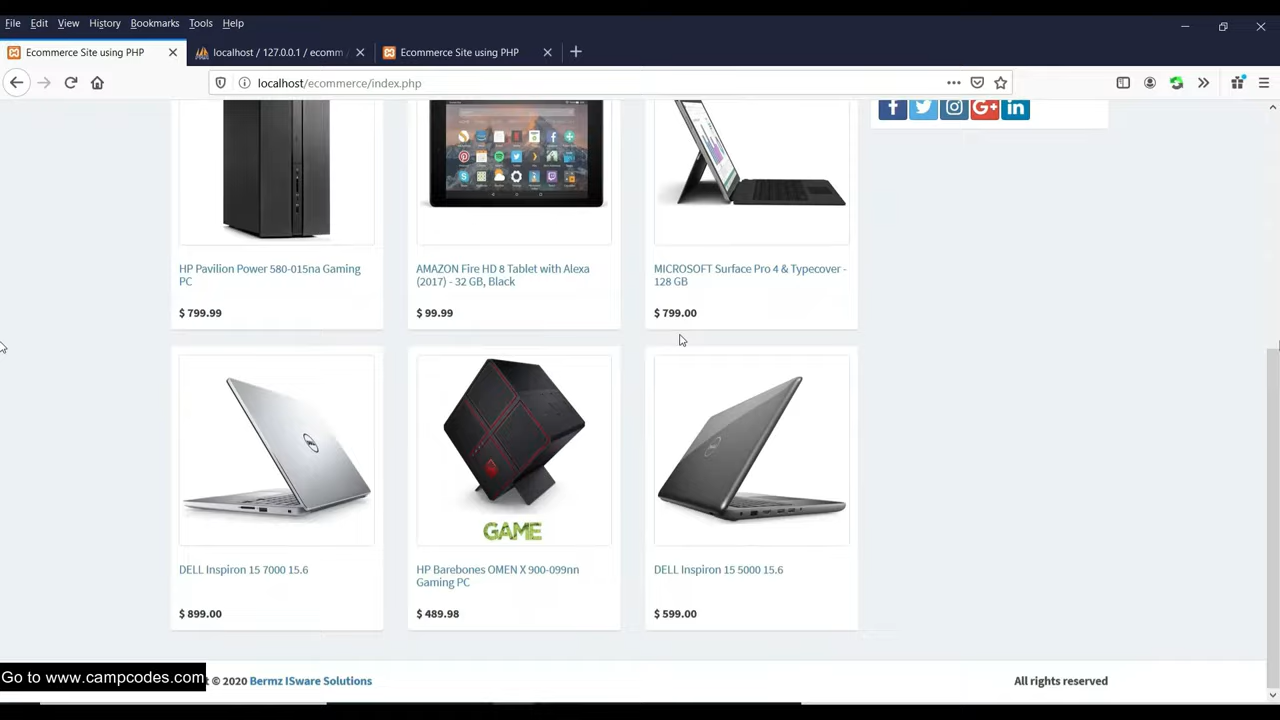 File Edit View History Bookmarks Tools Help
Ecommerce Site using PHP
localhost / 127.0.0.1 / ecomm
Ecommerce Site using PHP
localhost/ecommerce/index.php
HP Pavilion Power 580-015na Gaming
PC
$ 799.99
AMAZON Fire HD 8 Tablet with Alexa
(2017) - 32 GB, Black
$ 99.99
MICROSOFT Surface Pro 4 & Typecover -
128 GB
$ 799.00
DELL Inspiron 15 7000 15.6
$ 899.00
GAME
HP Barebones OMEN X 900-099nn
Gaming PC
$ 489.98
DELL Inspiron 15 5000 15.6
$ 599.00
Go to www.campcodes.com
© 2020 Bermz ISware Solutions
All rights reserved